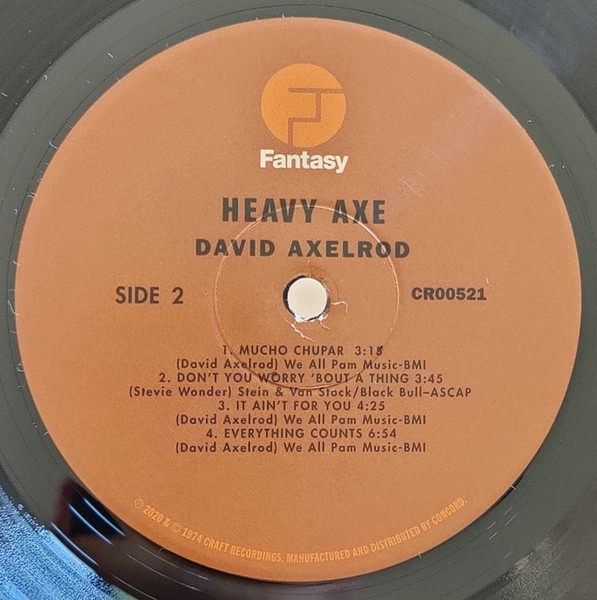 Fantasy
HEAVY AXE
DAVID AXELROD
SIDE 2
CR00521
1. MUCHO CHUPAR 3:18
(David Axelrod) We All Pam Music-BMI
2. DON'T YOU WORRY 'BOUT A THING 3:45
(Stevie Wonder) Stein & Van Stock/Black Bull–ASCAP
3. IT AIN'T FOR YOU 4:25
(David Axelrod) We All Pam Music-BMI
4. EVERYTHING COUNTS 6:54
(David Axelrod) We All Pam Music-BMI
℗ 2020 & © 1974 CRAFT RECORDINGS. MANUFACTURED AND DISTRIBUTED BY CONCORD.